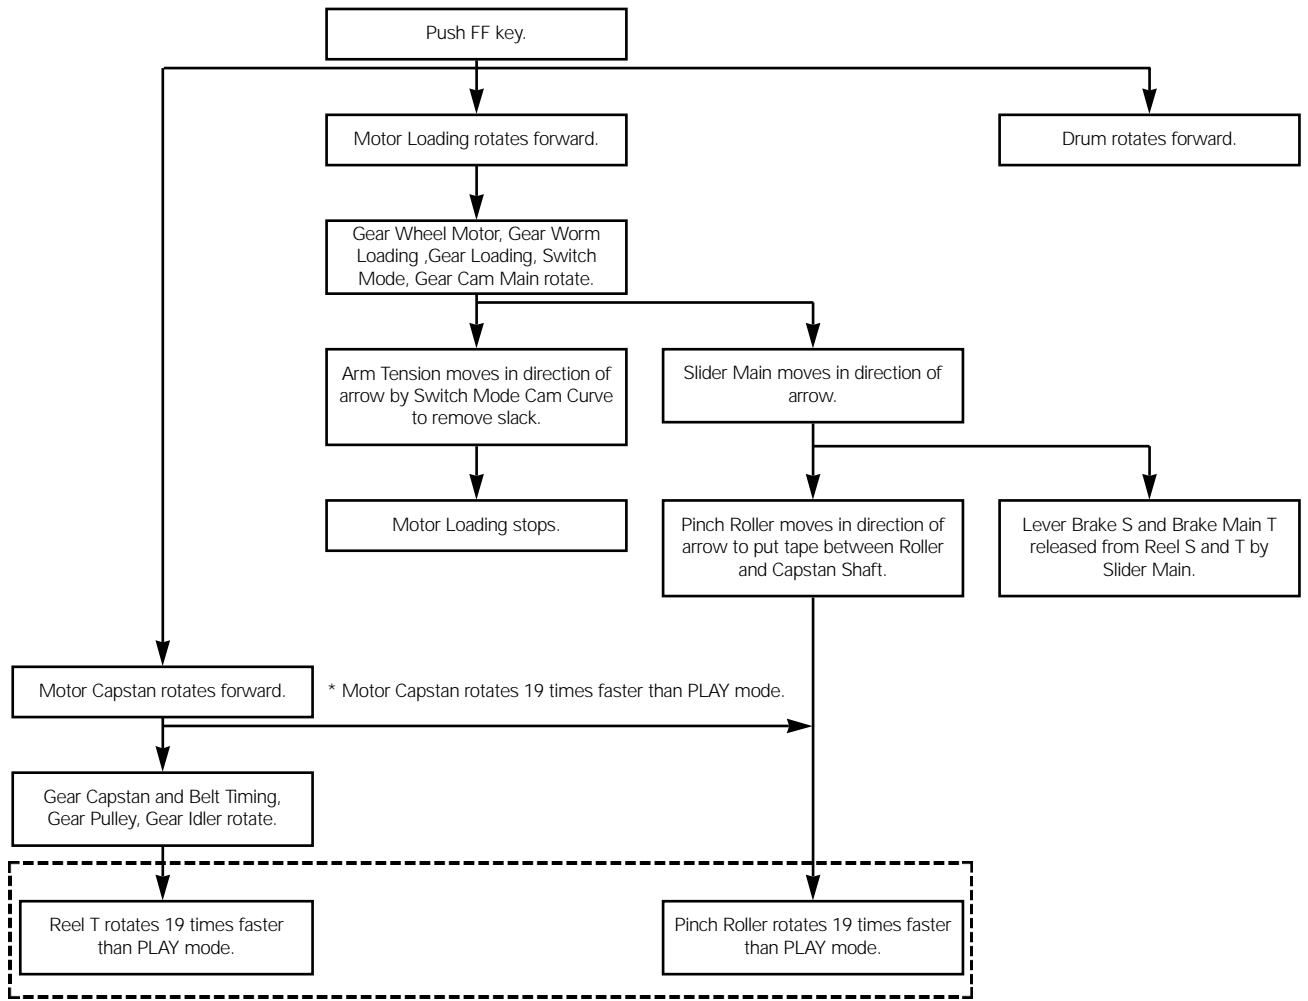 Push FF key.
Motor Loading rotates forward.
Drum rotates forward.
Gear Wheel Motor, Gear Worm
Loading ,Gear Loading, Switch
Mode, Gear Cam Main rotate.
Arm Tension moves in direction of
arrow by Switch Mode Cam Curve
to remove slack.
Slider Main moves in direction of
arrow.
Motor Loading stops.
Pinch Roller moves in direction of
arrow to put tape between Roller
and Capstan Shaft.
Lever Brake S and Brake Main T
released from Reel S and T by
Slider Main.
Motor Capstan rotates forward.
* Motor Capstan rotates 19 times faster than PLAY mode.
Gear Capstan and Belt Timing,
Gear Pulley, Gear Idler rotate.
Reel T rotates 19 times faster
than PLAY mode.
Pinch Roller rotates 19 times faster
than PLAY mode.